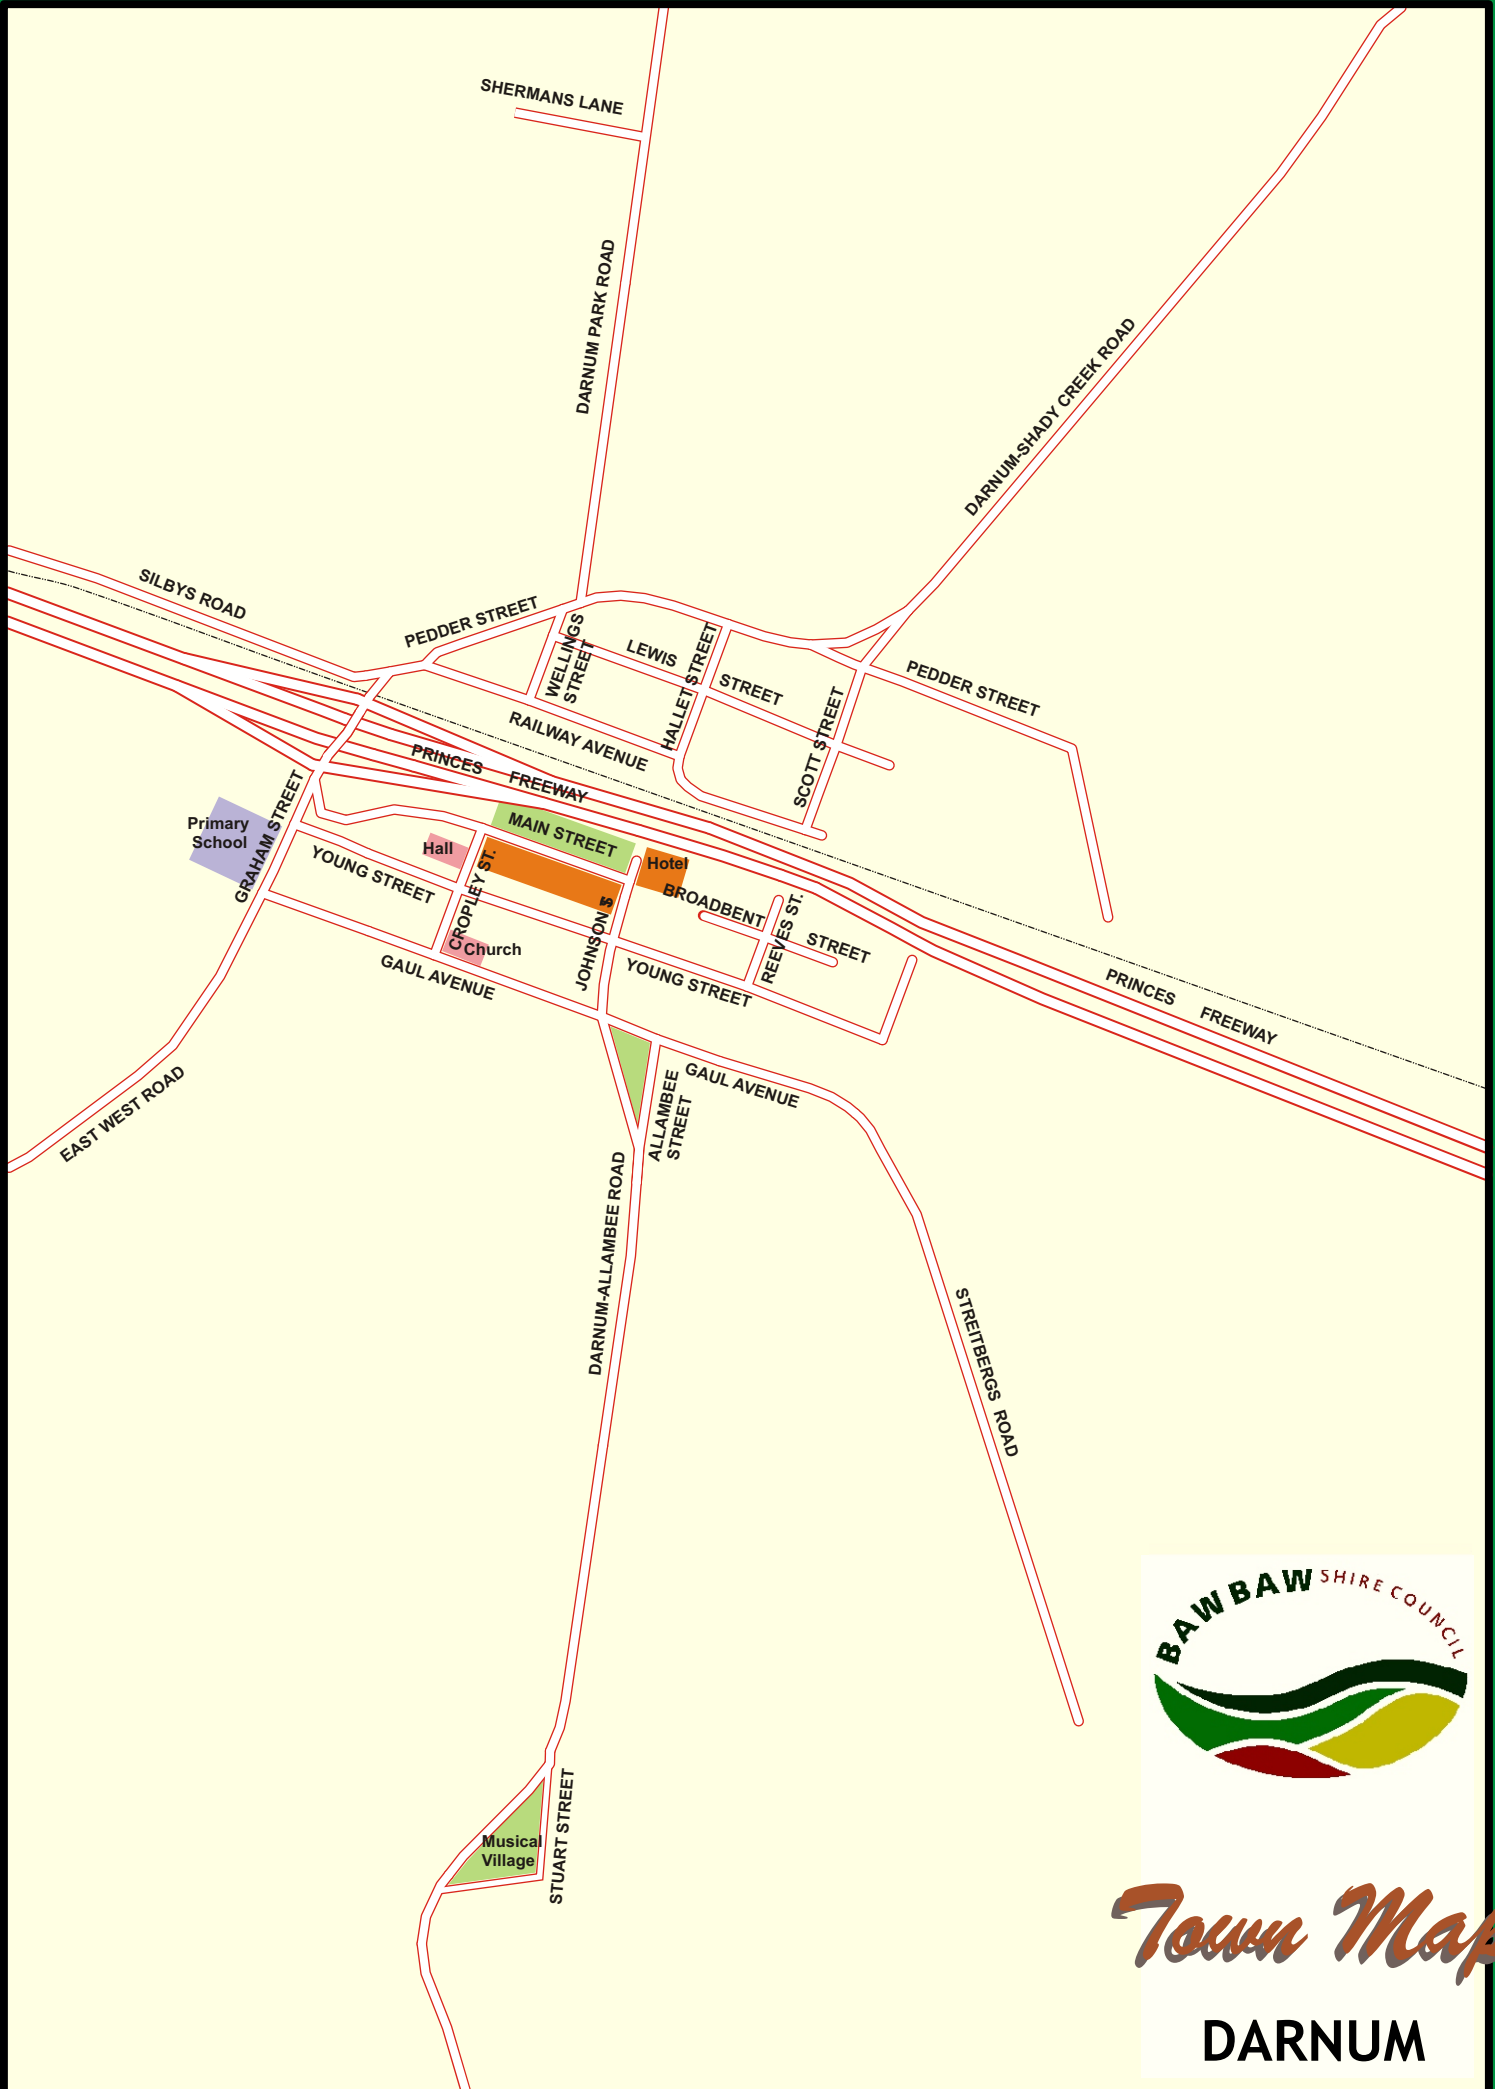 SHERMANS LANE
DARNUM PARK ROAD
DARNUM-SHADY CREEK ROAD
SILBYS ROAD
PEDDER STREET
WELLINGS
STREET
LEWIS
STREET
HALLET STREET
PEDDER STREET
SCOTT STREET
RAILWAY AVENUE
PRINCES
FREEWAY
GRAHAM STREET
Primary
School
MAIN STREET
Hall
Hotel
YOUNG STREET
CROPLEY ST.
BROADBENT
STREET
REEVES ST.
JOHNSON
Church
GAUL AVENUE
YOUNG STREET
PRINCES
FREEWAY
EAST WEST ROAD
GAUL AVENUE
ALLAMBEE
STREET
DARNUM-ALLAMBEE ROAD
STREITBERGS ROAD
STUART STREET
Musical
Village
BAW BAW SHIRE COUNCIL
Town Map
DARNUM